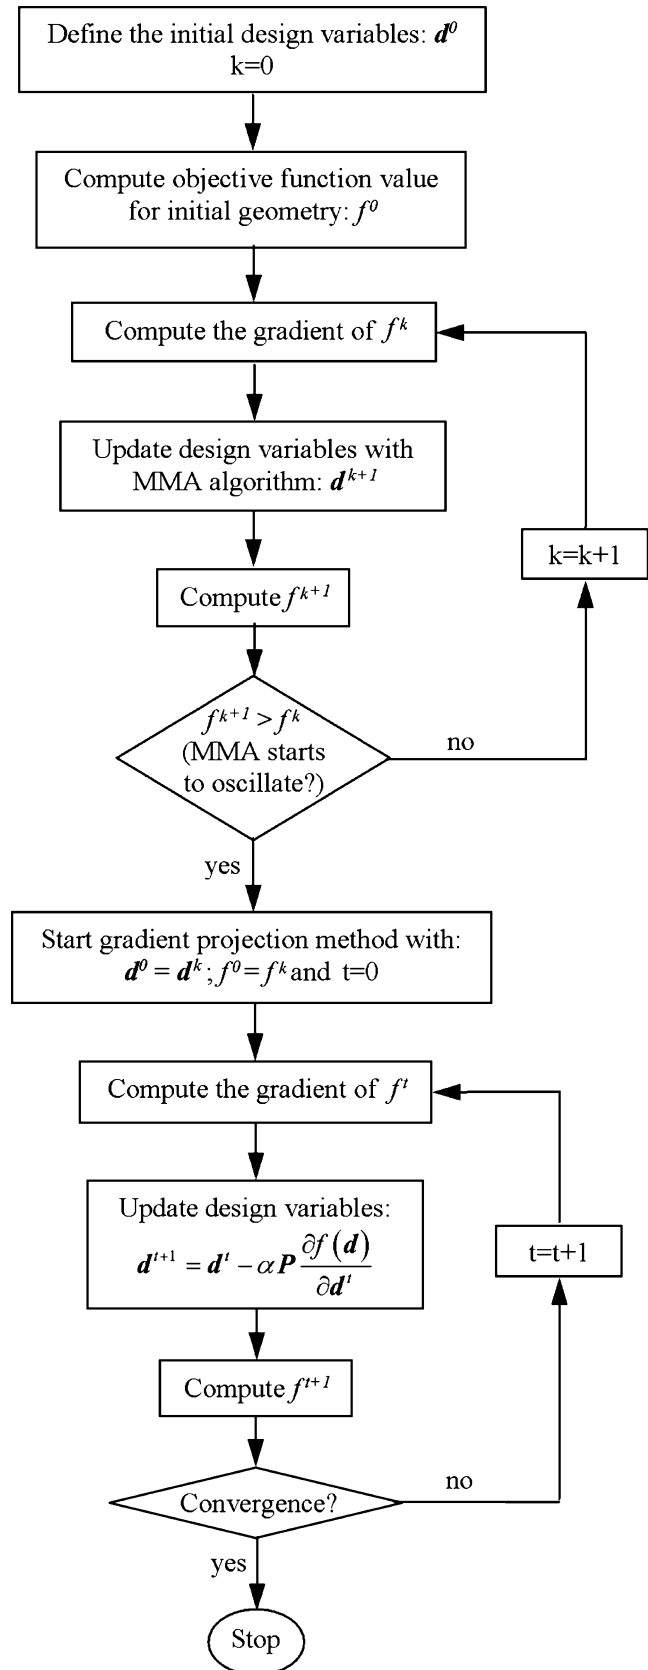 Define the initial design variables: d⁰
k=0
Compute objective function value
for initial geometry: f⁰
Compute the gradient of fᵏ
Update design variables with
MMA algorithm: dᵏ⁺¹
k=k+1
Compute fᵏ⁺¹
fᵏ⁺¹ > fᵏ
(MMA starts
to oscillate?)
no
yes
Start gradient projection method with:
d⁰ = dᵏ; f⁰ = fᵏ and t=0
Compute the gradient of fᵗ
Update design variables:
dᵗ⁺¹ = dᵗ − αP ∂f(d)/∂dᵗ
t=t+1
Compute fᵗ⁺¹
Convergence?
no
yes
Stop